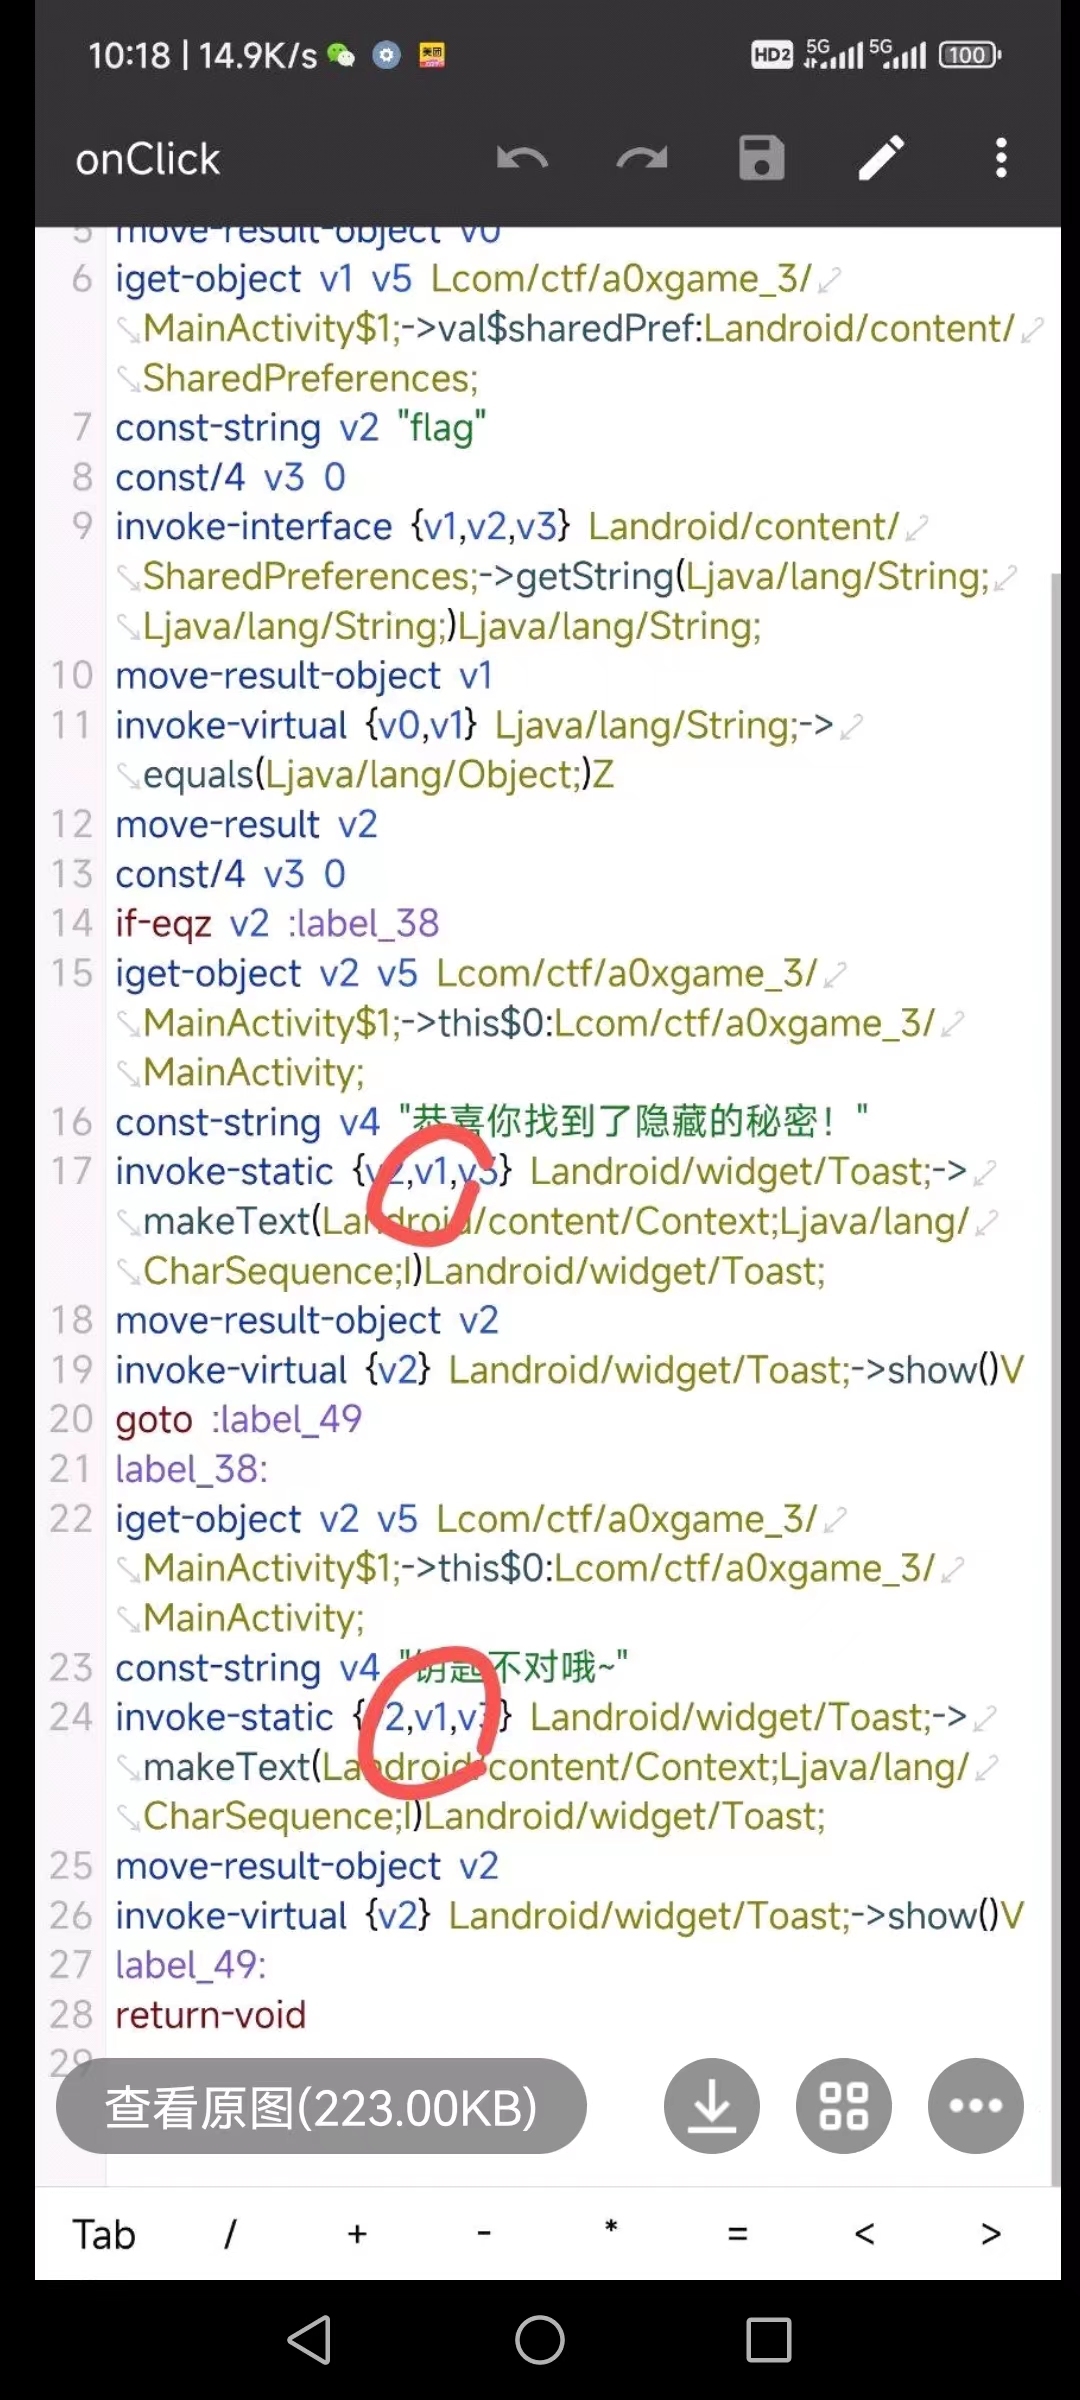 10:18 | 14.9K/s 美团 HD2 5G 5G 100
onClick
5 move-result-object v0
6 iget-object v1 v5 Lcom/ctf/a0xgame_3/
MainActivity$1;->val$sharedPref:Landroid/content/
SharedPreferences;
7 const-string v2 "flag"
8 const/4 v3 0
9 invoke-interface {v1,v2,v3} Landroid/content/
SharedPreferences;->getString(Ljava/lang/String;
Ljava/lang/String;)Ljava/lang/String;
10 move-result-object v1
11 invoke-virtual {v0,v1} Ljava/lang/String;->
equals(Ljava/lang/Object;)Z
12 move-result v2
13 const/4 v3 0
14 if-eqz v2 :label_38
15 iget-object v2 v5 Lcom/ctf/a0xgame_3/
MainActivity$1;->this$0:Lcom/ctf/a0xgame_3/
MainActivity;
16 const-string v4 "恭喜你找到了隐藏的秘密！"
17 invoke-static {v2,v1,v3} Landroid/widget/Toast;->
makeText(Landroid/content/Context;Ljava/lang/
CharSequence;I)Landroid/widget/Toast;
18 move-result-object v2
19 invoke-virtual {v2} Landroid/widget/Toast;->show()V
20 goto :label_49
21 label_38:
22 iget-object v2 v5 Lcom/ctf/a0xgame_3/
MainActivity$1;->this$0:Lcom/ctf/a0xgame_3/
MainActivity;
23 const-string v4 "钥匙不对哦~"
24 invoke-static {v2,v1,v3} Landroid/widget/Toast;->
makeText(Landroid/content/Context;Ljava/lang/
CharSequence;I)Landroid/widget/Toast;
25 move-result-object v2
26 invoke-virtual {v2} Landroid/widget/Toast;->show()V
27 label_49:
28 return-void
29
查看原图(223.00KB)
Tab / + - * = < >